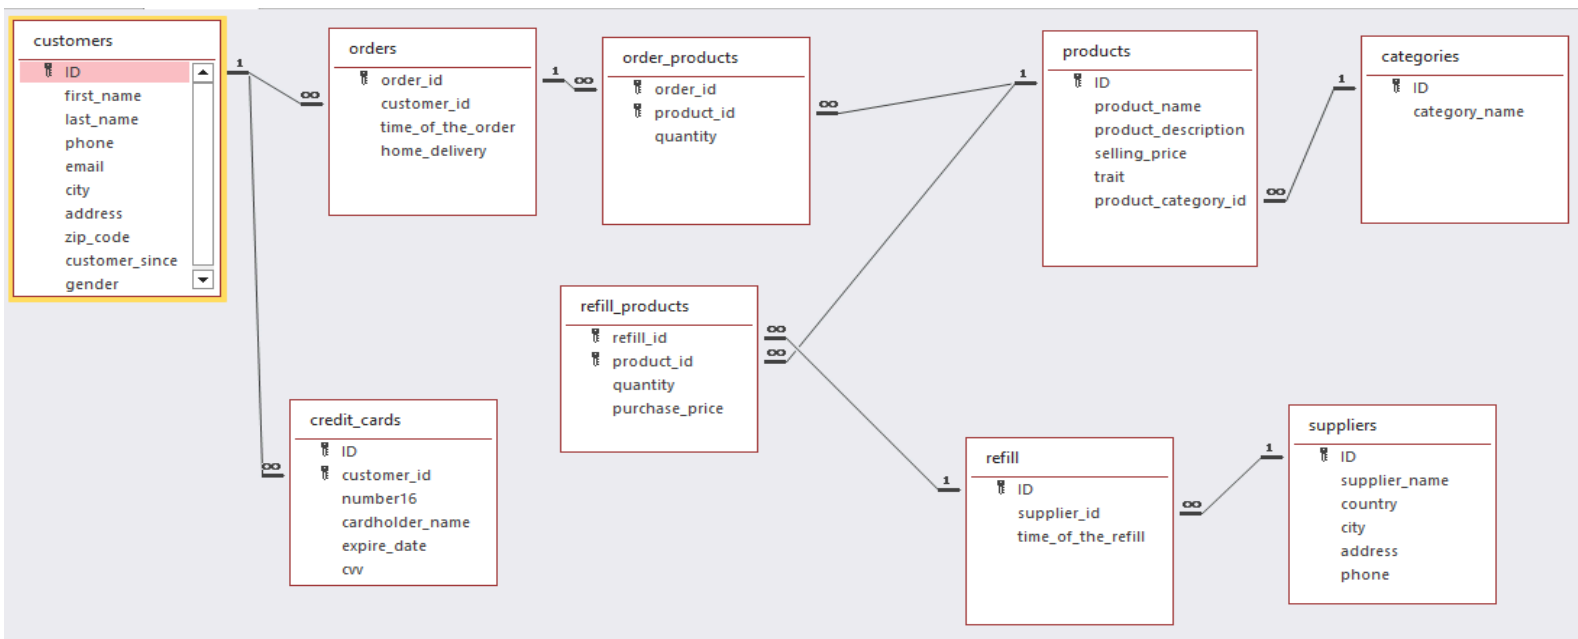 customers
ID
first_name
last_name
phone
email
city
address
zip_code
customer_since
gender
1
∞
∞
orders
order_id
customer_id
time_of_the_order
home_delivery
1
∞
order_products
order_id
product_id
quantity
∞
1
products
ID
product_name
product_description
selling_price
trait
product_category_id
∞
1
categories
ID
category_name
refill_products
refill_id
product_id
quantity
purchase_price
∞
∞
credit_cards
ID
customer_id
number16
cardholder_name
expire_date
cvv
1
refill
ID
supplier_id
time_of_the_refill
∞
1
suppliers
ID
supplier_name
country
city
address
phone